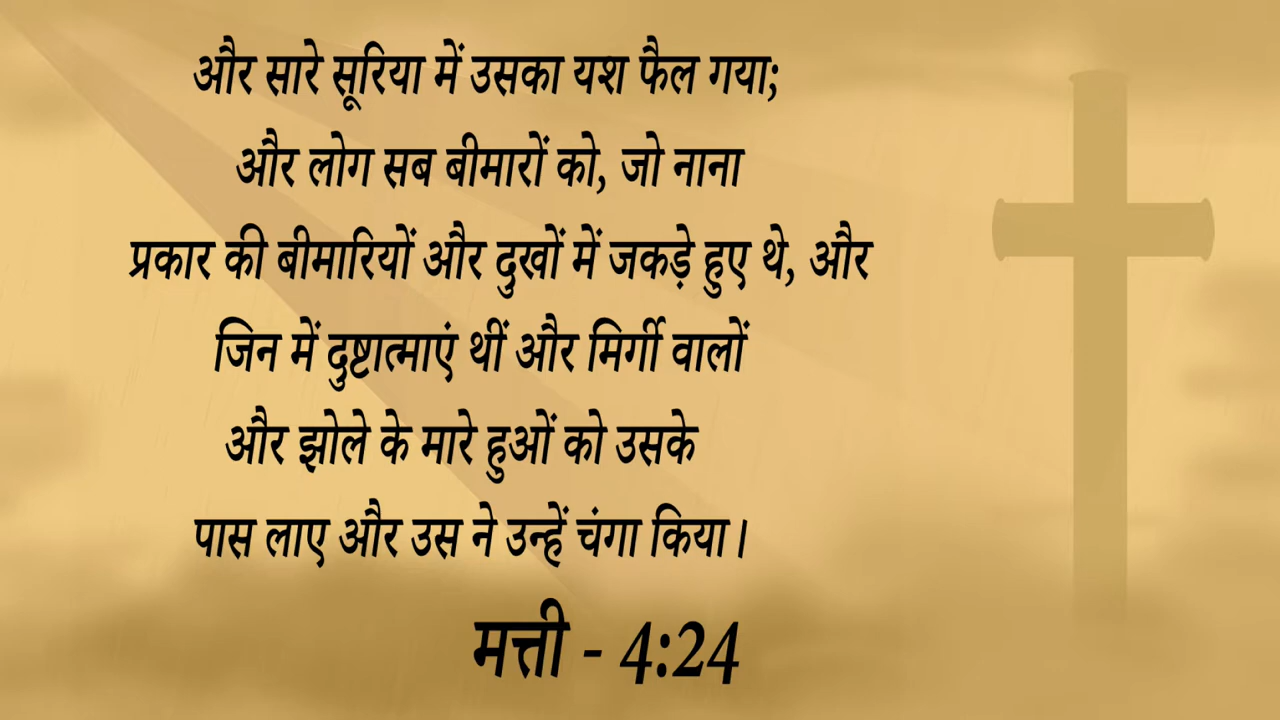 और सारे सूरिया में उसका यश फैल गया;
और लोग सब बीमारों को, जो नाना
प्रकार की बीमारियों और दुखों में जकड़े हुए थे, और
जिन में दुष्टात्माएं थीं और मिर्गी वालों
और झोले के मारे हुओं को उसके
पास लाए और उस ने उन्हें चंगा किया।
मत्ती - 4:24